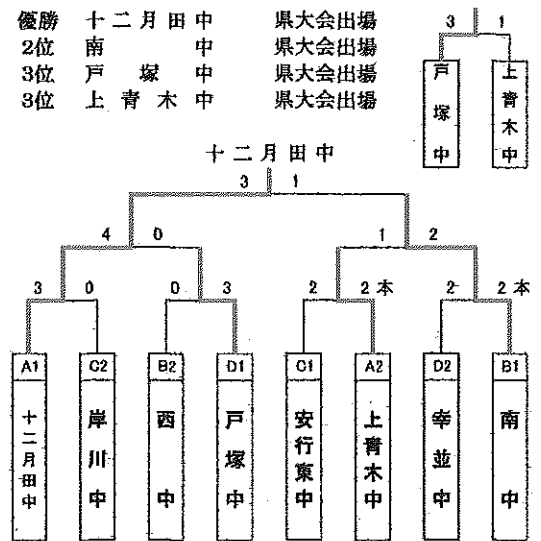 優勝 十二月田中 県大会出場
2位 南中 県大会出場
3位 戸塚中 県大会出場
3位 上青木中 県大会出場
3 1
戸塚中 上青木中
十二月田中
3 1
4 0 1 2
3 0 0 3 2 2本 2 2本
A1 C2 B2 D1 C1 A2 D2 B1
十二月田中 岸川中 西中 戸塚中 安行東中 上青木中 幸並中 南中